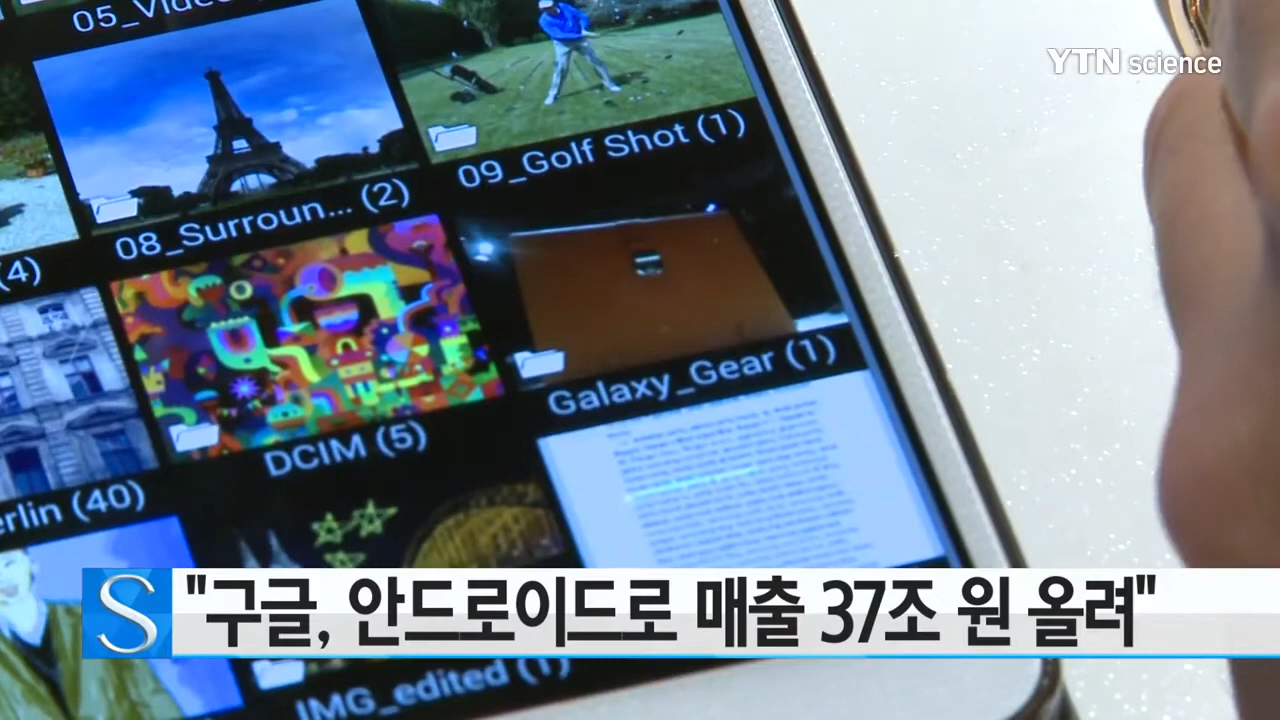 05_Video
YTN science
09_Golf Shot (1)
08_Surroun... (2)
(4)
Galaxy_Gear (1)
DCIM (5)
erlin (40)
S "구글, 안드로이드로 매출 37조 원 올려"
IMG_edited (1)